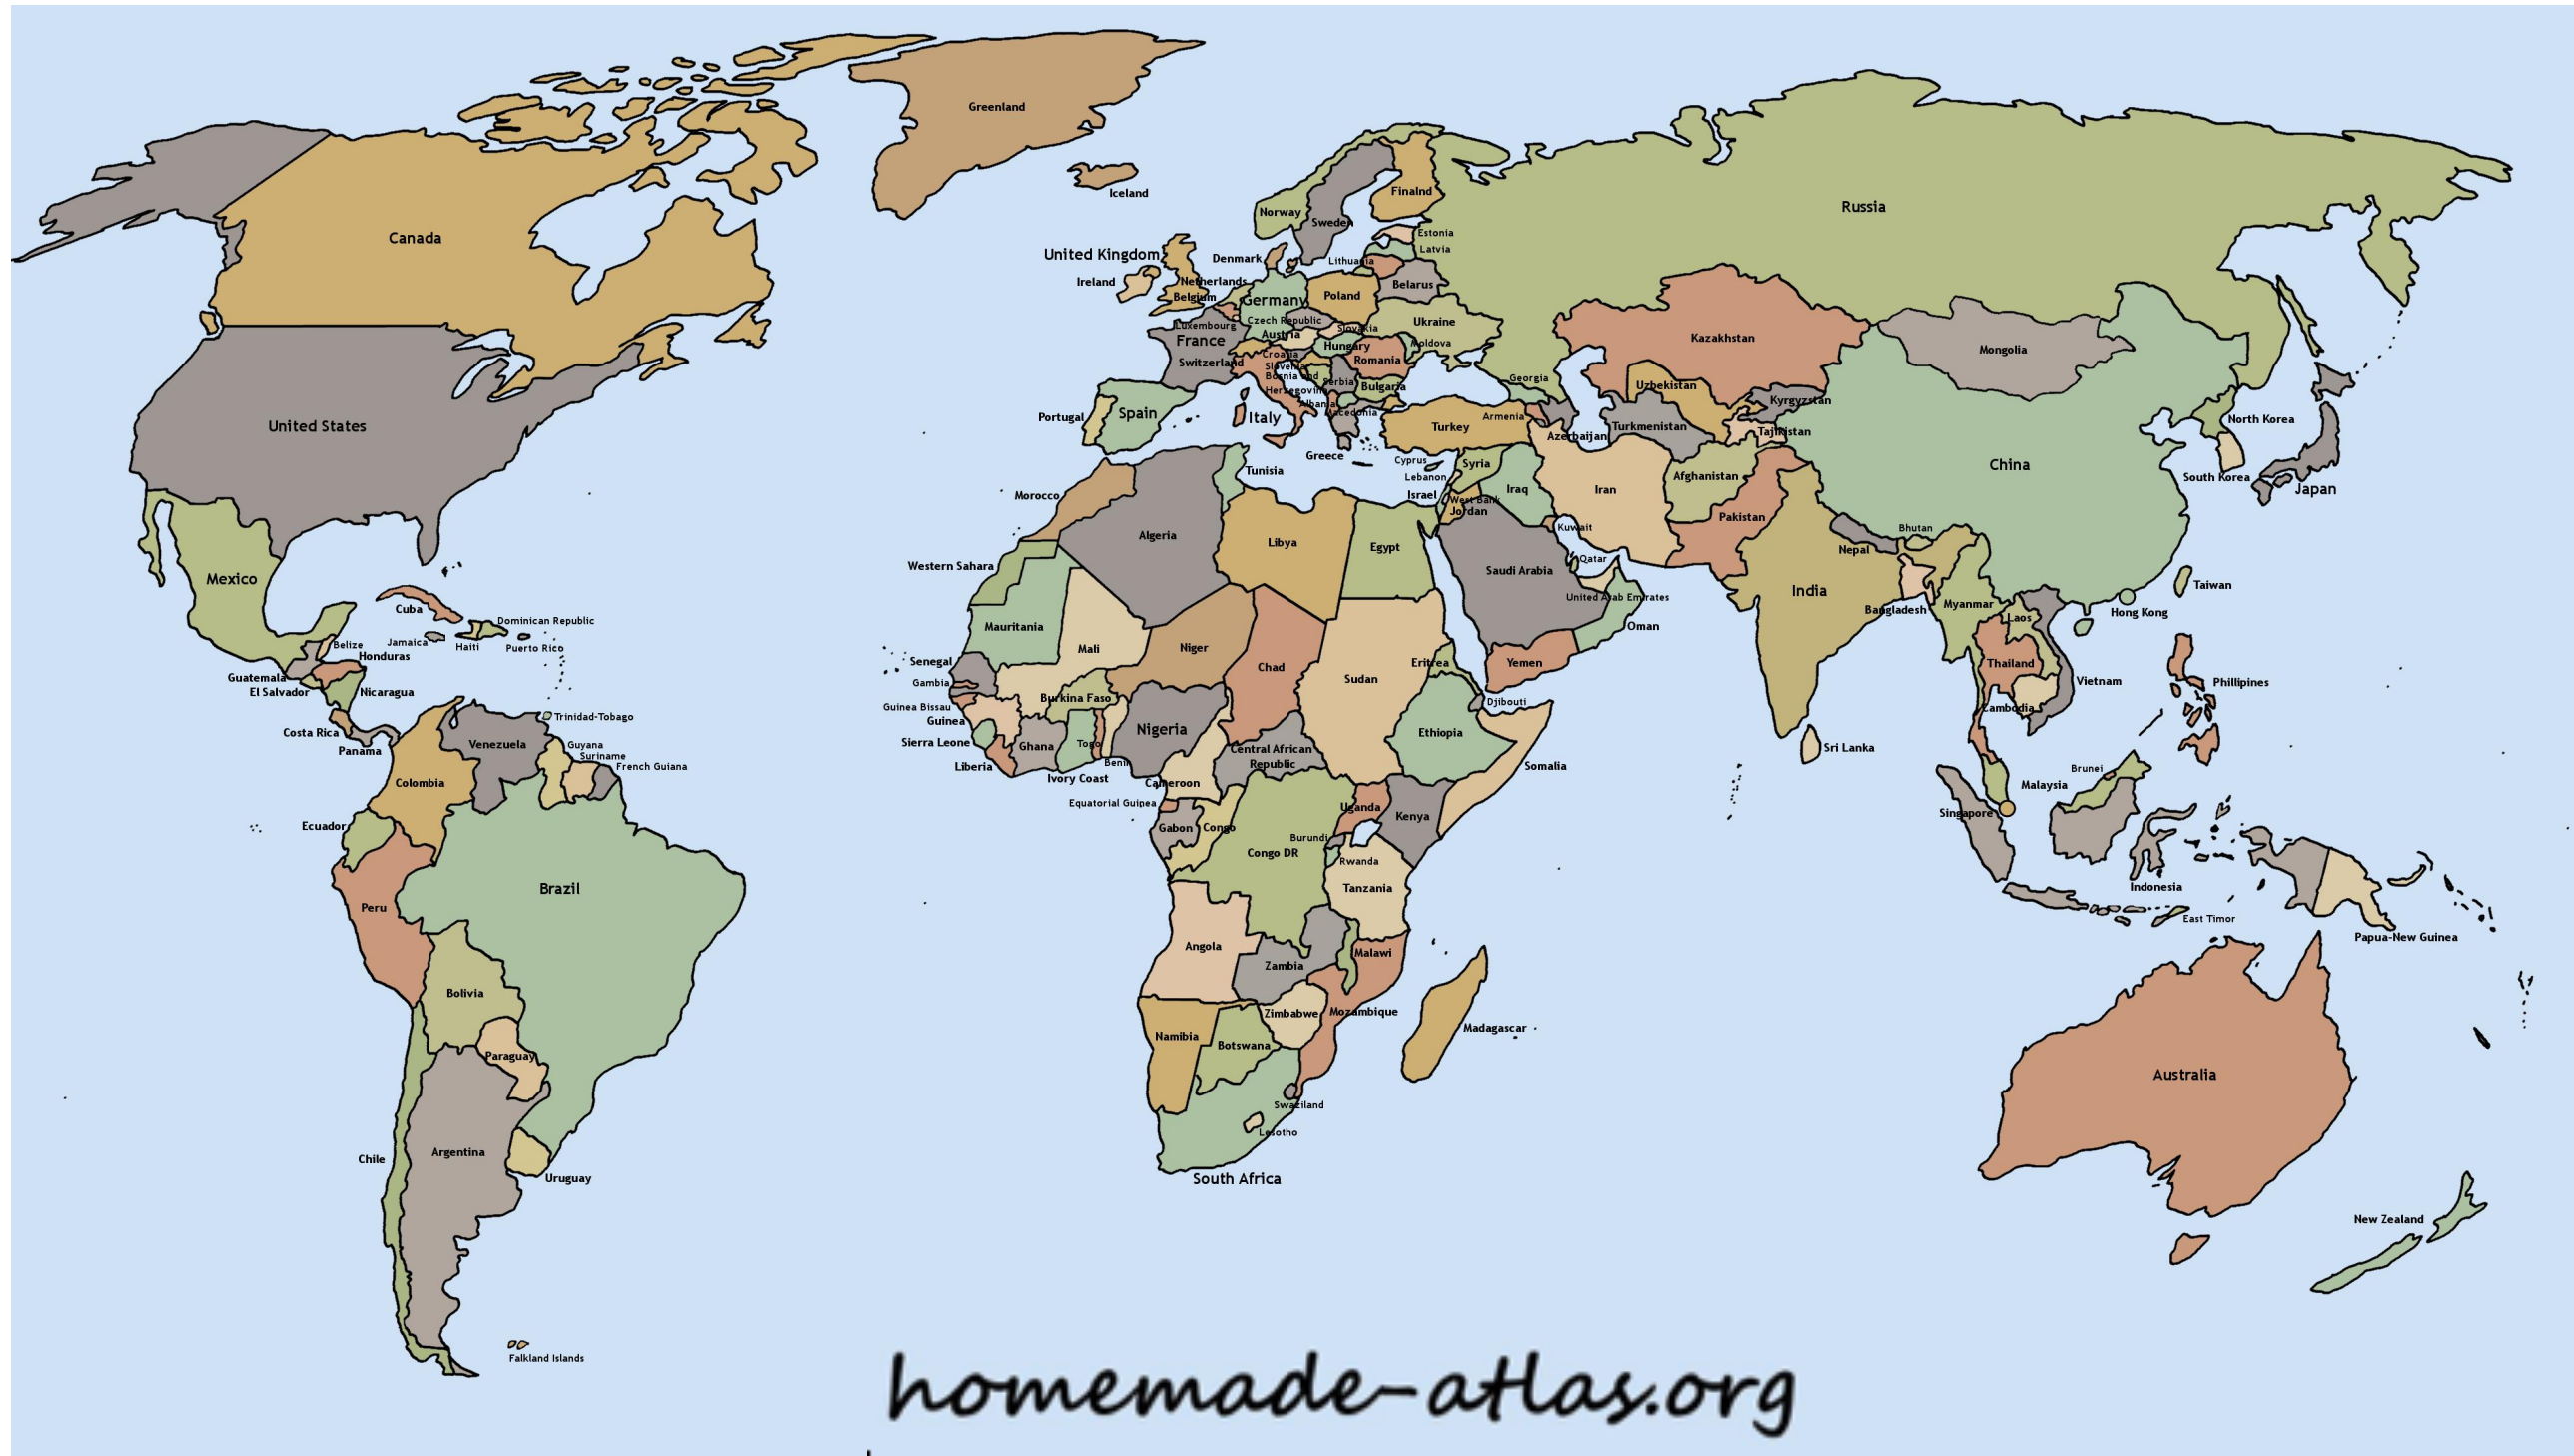 Greenland
Iceland
Canada
United States
Mexico
Cuba
Dominican Republic
Jamaica
Haiti
Puerto Rico
Belize
Honduras
Guatemala
El Salvador
Nicaragua
Costa Rica
Panama
Trinidad-Tobago
Venezuela
Guyana
Suriname
French Guiana
Colombia
Ecuador
Brazil
Peru
Bolivia
Paraguay
Chile
Argentina
Uruguay
Falkland Islands
Norway
Sweden
Finalnd
Estonia
Latvia
Lithuania
United Kingdom
Ireland
Denmark
Netherlands
Belgium
Germany
Poland
Belarus
Luxembourg
Czech Republic
Slovakia
Ukraine
France
Austria
Hungary
Moldova
Switzerland
Croatia
Slovenia
Romania
Bosnia and
Herzegovina
Serbia
Bulgaria
Albania
Macedonia
Portugal
Spain
Italy
Greece
Turkey
Cyprus
Georgia
Armenia
Azerbaijan
Russia
Kazakhstan
Uzbekistan
Turkmenistan
Kyrgyzstan
Tajikistan
Mongolia
China
North Korea
South Korea
Japan
Syria
Lebanon
Israel
West Bank
Jordan
Iraq
Iran
Kuwait
Qatar
Saudi Arabia
United Arab Emirates
Oman
Yemen
Afghanistan
Pakistan
India
Nepal
Bhutan
Bangladesh
Sri Lanka
Myanmar
Laos
Thailand
Cambodia
Vietnam
Hong Kong
Taiwan
Phillipines
Malaysia
Brunei
Singapore
Indonesia
East Timor
Papua-New Guinea
Australia
New Zealand
Morocco
Tunisia
Algeria
Libya
Egypt
Western Sahara
Mauritania
Mali
Niger
Chad
Sudan
Eritrea
Djibouti
Senegal
Gambia
Guinea Bissau
Guinea
Sierra Leone
Liberia
Burkina Faso
Ghana
Ivory Coast
Togo
Benin
Nigeria
Cameroon
Central African
Republic
Ethiopia
Somalia
Equatorial Guinea
Gabon
Congo
Congo DR
Uganda
Kenya
Burundi
Rwanda
Tanzania
Angola
Zambia
Malawi
Mozambique
Zimbabwe
Namibia
Botswana
Madagascar
Swaziland
Lesotho
South Africa
homemade-atlas.org